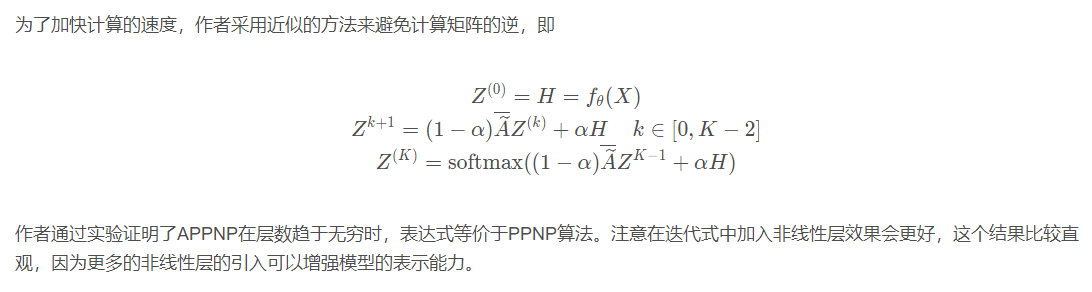 为了加快计算的速度，作者采用近似的方法来避免计算矩阵的逆，即
$Z^{(0)} = H = f_\theta(X)$
$Z^{k+1} = (1-\alpha)\overline{\tilde{A}}Z^{(k)} + \alpha H \quad k \in [0, K-2]$
$Z^{(K)} = \text{softmax}((1-\alpha)\overline{\tilde{A}}Z^{K-1} + \alpha H)$
作者通过实验证明了APPNP在层数趋于无穷时，表达式等价于PPNP算法。注意在迭代式中加入非线性层效果会更好，这个结果比较直
观，因为更多的非线性层的引入可以增强模型的表示能力。